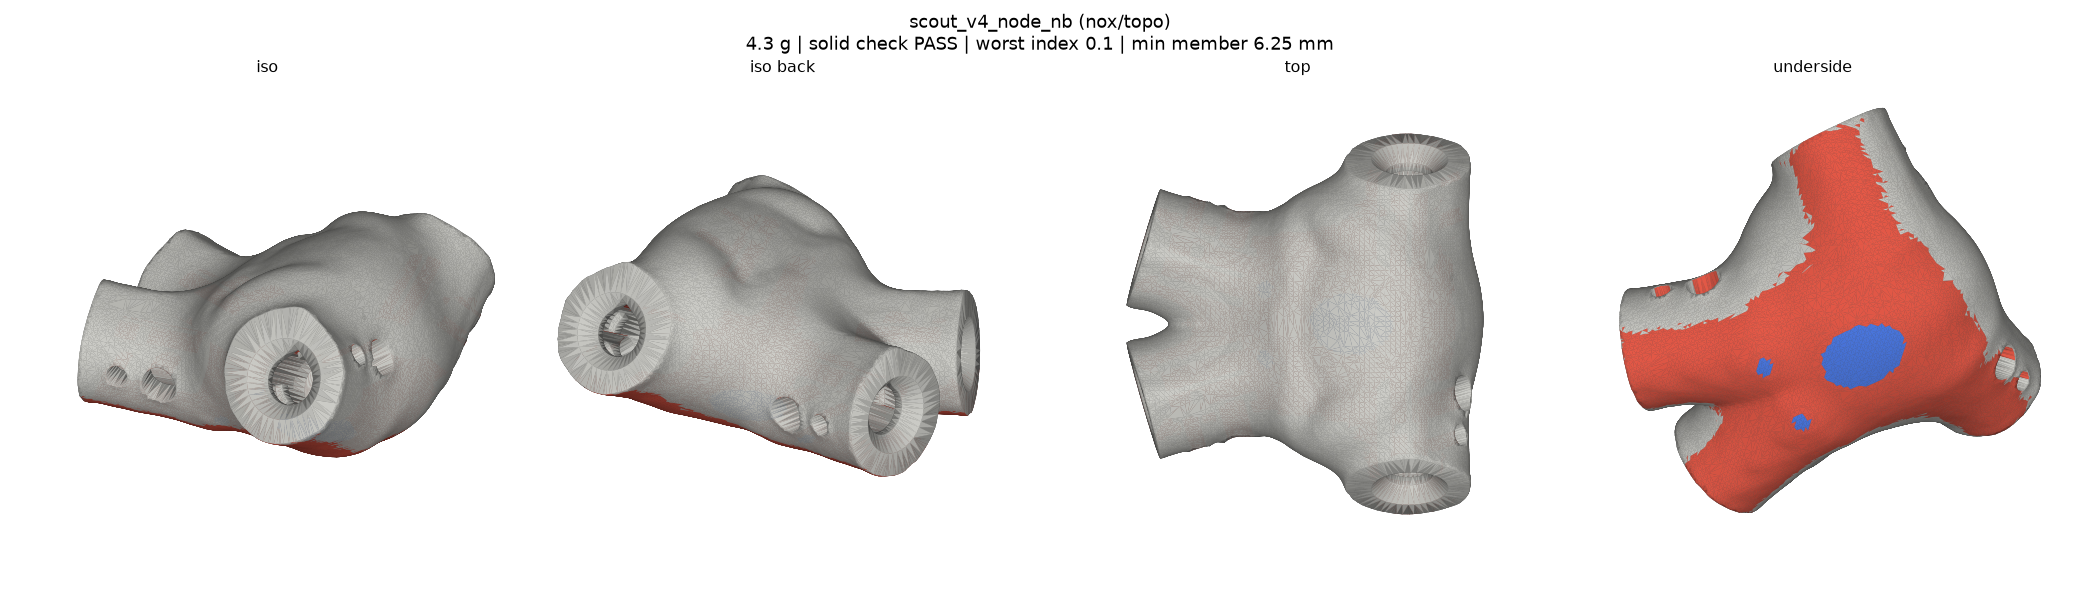 scout_v4_node_nb (nox/topo)
4.3 g | solid check PASS | worst index 0.1 | min member 6.25 mm
iso
iso back
top
underside